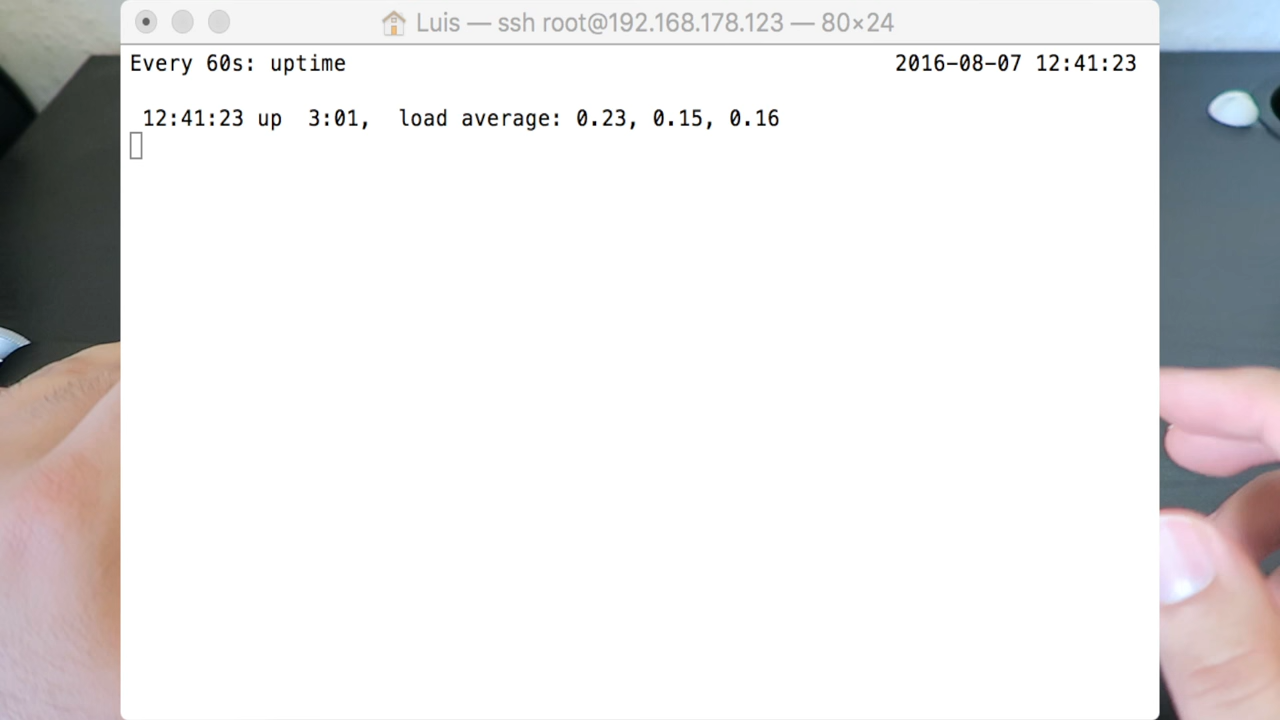 Luis — ssh root@192.168.178.123 — 80×24
Every 60s: uptime 2016-08-07 12:41:23
12:41:23 up 3:01, load average: 0.23, 0.15, 0.16